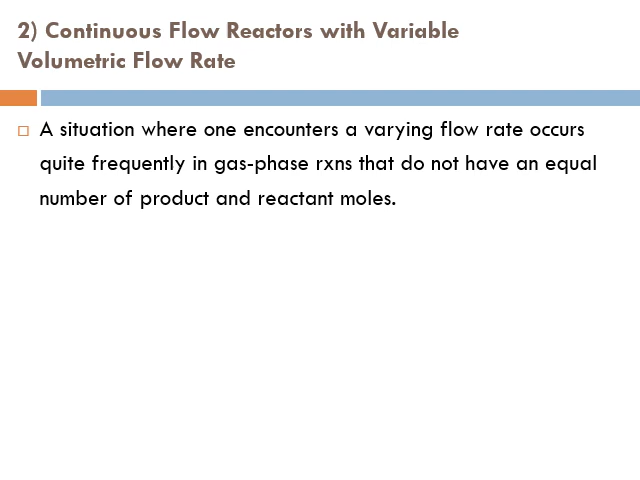 2) Continuous Flow Reactors with Variable
Volumetric Flow Rate
A situation where one encounters a varying flow rate occurs
quite frequently in gas-phase rxns that do not have an equal
number of product and reactant moles.